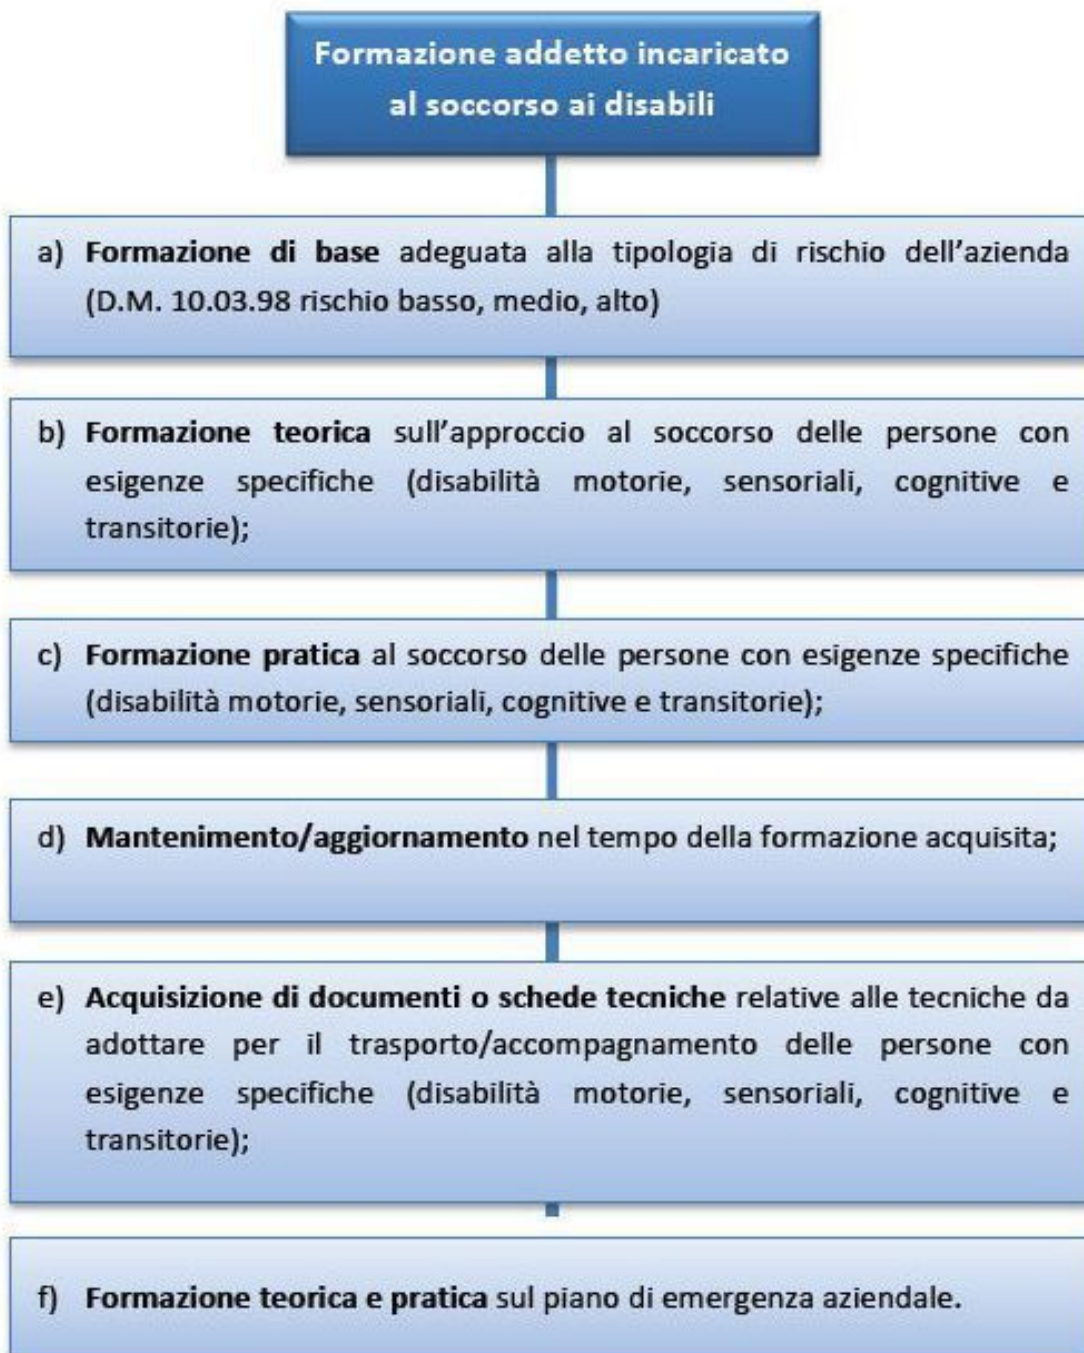 Formazione addetto incaricato
al soccorso ai disabili
a) Formazione di base adeguata alla tipologia di rischio dell'azienda
(D.M. 10.03.98 rischio basso, medio, alto)
b) Formazione teorica sull'approccio al soccorso delle persone con
esigenze specifiche (disabilità motorie, sensoriali, cognitive e
transitorie);
c) Formazione pratica al soccorso delle persone con esigenze specifiche
(disabilità motorie, sensoriali, cognitive e transitorie);
d) Mantenimento/aggiornamento nel tempo della formazione acquisita;
e) Acquisizione di documenti o schede tecniche relative alle tecniche da
adottare per il trasporto/accompagnamento delle persone con
esigenze specifiche (disabilità motorie, sensoriali, cognitive e
transitorie);
f) Formazione teorica e pratica sul piano di emergenza aziendale.